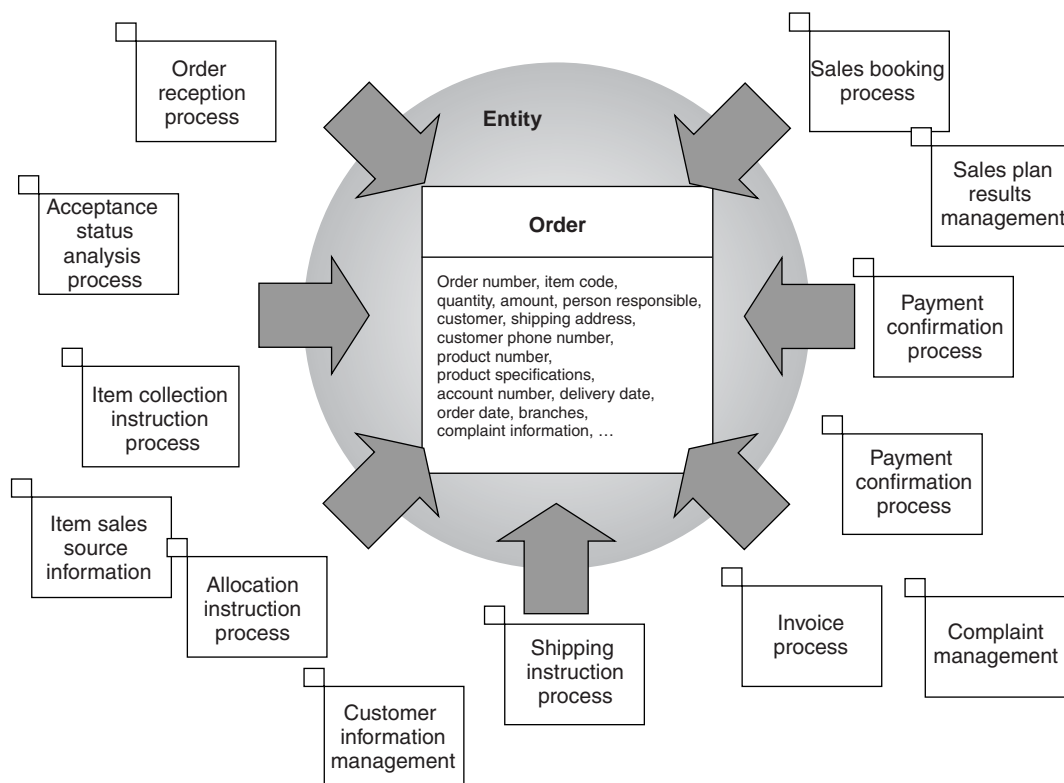 Order
reception
process
Sales booking
process
Entity
Sales plan
results
management
Acceptance
status
analysis
process
Order
Order number, item code,
quantity, amount, person responsible,
customer, shipping address,
customer phone number,
product number,
product specifications,
account number, delivery date,
order date, branches,
complaint information, …
Payment
confirmation
process
Item collection
instruction
process
Payment
confirmation
process
Item sales
source
information
Allocation
instruction
process
Shipping
instruction
process
Invoice
process
Complaint
management
Customer
information
management